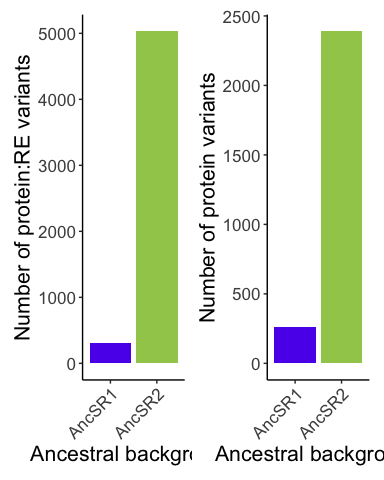 Number of protein:RE variants
5000
4000
3000
2000
1000
0
AncSR1
AncSR2
Ancestral backgr
Number of protein variants
2500
2000
1500
1000
500
0
AncSR1
AncSR2
Ancestral backgro